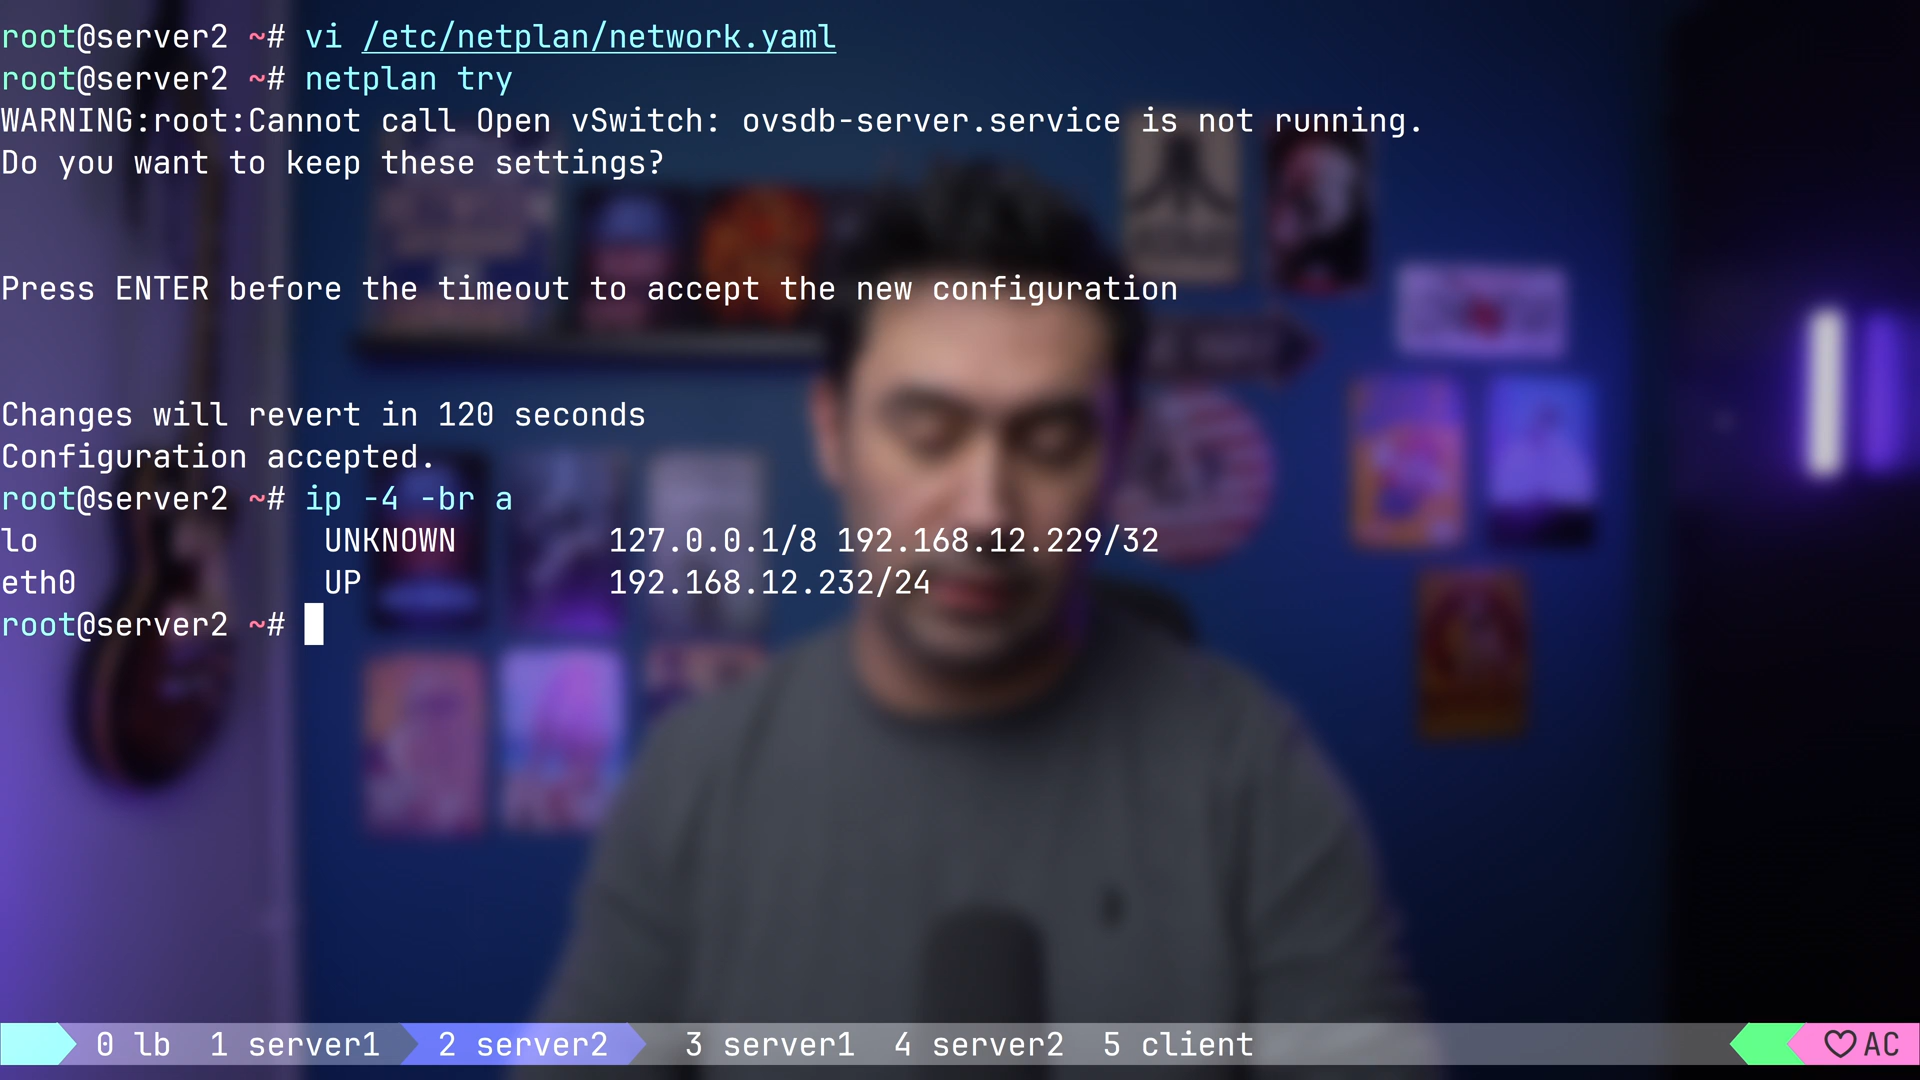 root@server2 ~# vi /etc/netplan/network.yaml
root@server2 ~# netplan try
WARNING:root:Cannot call Open vSwitch: ovsdb-server.service is not running.
Do you want to keep these settings?
Press ENTER before the timeout to accept the new configuration
Changes will revert in 120 seconds
Configuration accepted.
root@server2 ~# ip -4 -br a
lo UNKNOWN 127.0.0.1/8 192.168.12.229/32
eth0 UP 192.168.12.232/24
root@server2 ~#
0 lb 1 server1 2 server2 3 server1 4 server2 5 client ♡ AC